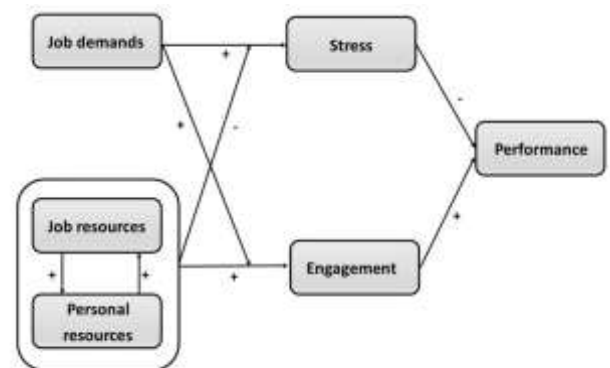 Job demands
+
Stress
+
-
-
Performance
Job resources
+
+
+
Engagement
+
Personal
resources